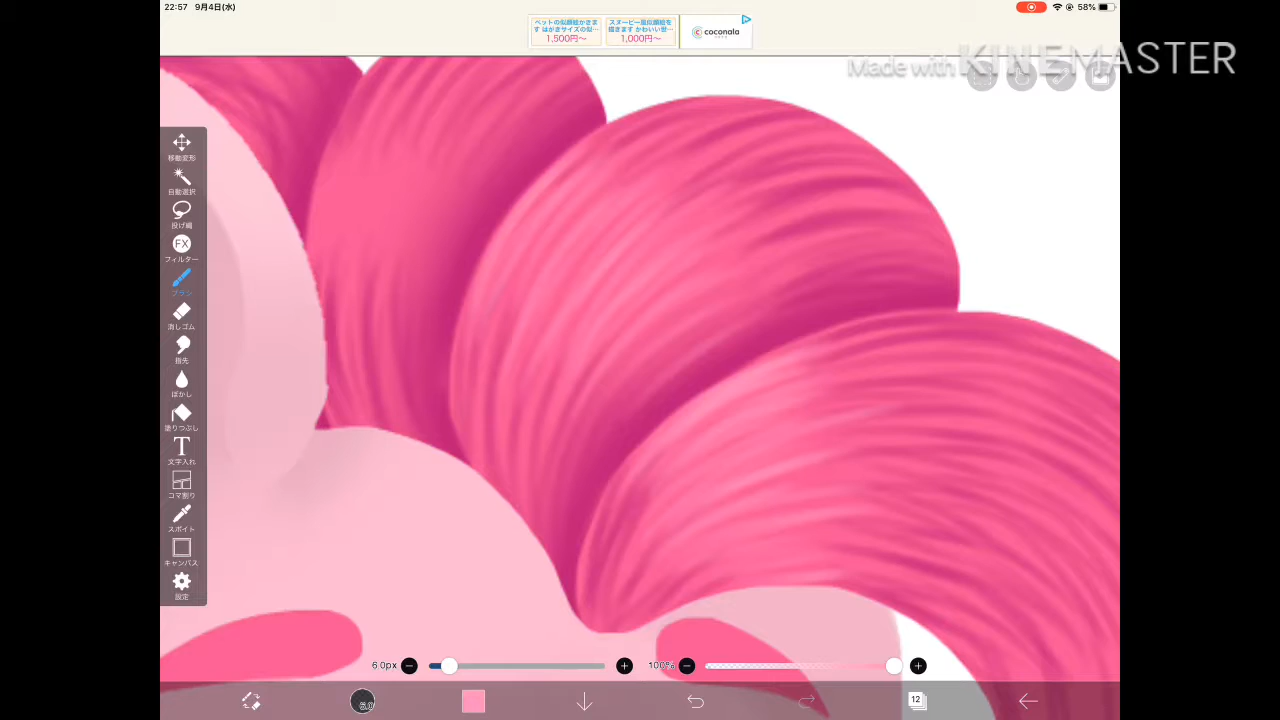 22:57 9月4日(水)
58%
ペットの似顔絵かきま
す はがきサイズの似...
1,500円～
スヌーピー風似顔絵を
描きます かわいい世...
1,000円～
coconala
Made with KINEMASTER
移動変形
自動選択
投げ縄
FX
フィルター
ブラシ
消しゴム
指先
ぼかし
塗りつぶし
T
文字入れ
コマ割り
スポイト
キャンバス
設定
6.0px
100%
6.0
12